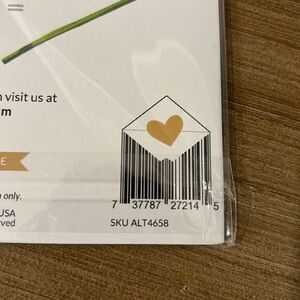 n visit us at
m
E
n only.
USA
ved
7 37787 27214 5
SKU ALT4658